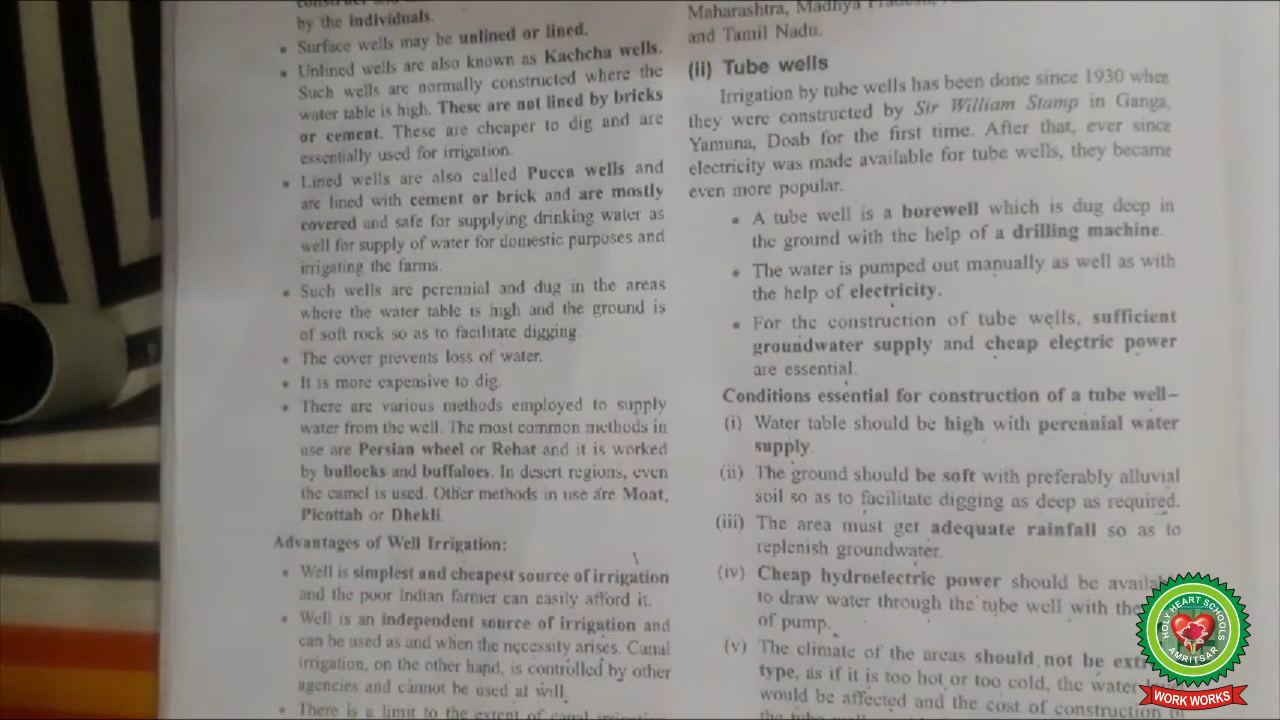 by the individuals.
• Surface wells may be unlined or lined.
• Unlined wells are also known as Kachcha wells.
Such wells are normally constructed where the
water table is high. These are not lined by bricks
or cement. These are cheaper to dig and are
essentially used for irrigation.
• Lined wells are also called Pucca wells and
are lined with cement or brick and are mostly
covered and safe for supplying drinking water as
well for supply of water for domestic purposes and
irrigating the farms.
• Such wells are perennial and dug in the areas
where the water table is high and the ground is
of soft rock so as to facilitate digging.
• The cover prevents loss of water.
• It is more expensive to dig.
• There are various methods employed to supply
water from the well. The most common methods in
use are Persian wheel or Rehat and it is worked
by bullocks and buffaloes. In desert regions, even
the camel is used. Other methods in use are Moat,
Picottah or Dhekli.
Advantages of Well Irrigation:
• Well is simplest and cheapest source of irrigation
and the poor Indian farmer can easily afford it.
• Well is an independent source of irrigation and
can be used as and when the necessity arises. Canal
irrigation, on the other hand, is controlled by other
agencies and cannot be used at will.
• There is a limit to the extent of canal irrigation
Maharashtra, Madhya Pradesh,
and Tamil Nadu.
(ii) Tube wells
Irrigation by tube wells has been done since 1930 when
they were constructed by Sir William Stamp in Ganga,
Yamuna, Doab for the first time. After that, ever since
electricity was made available for tube wells, they became
even more popular.
• A tube well is a borewell which is dug deep in
the ground with the help of a drilling machine.
• The water is pumped out manually as well as with
the help of electricity.
• For the construction of tube wells, sufficient
groundwater supply and cheap electric power
are essential.
Conditions essential for construction of a tube well–
(i) Water table should be high with perennial water
supply.
(ii) The ground should be soft with preferably alluvial
soil so as to facilitate digging as deep as required.
(iii) The area must get adequate rainfall so as to
replenish groundwater.
(iv) Cheap hydroelectric power should be
to draw water through the tube well with the
of pump.
(v) The climate of the areas should not be
type, as if it is too hot or too cold, the water
would be affected and the cost of construction of
the tube well
HOLY HEART SCHOOLS
AMRITSAR
WORK WORKS